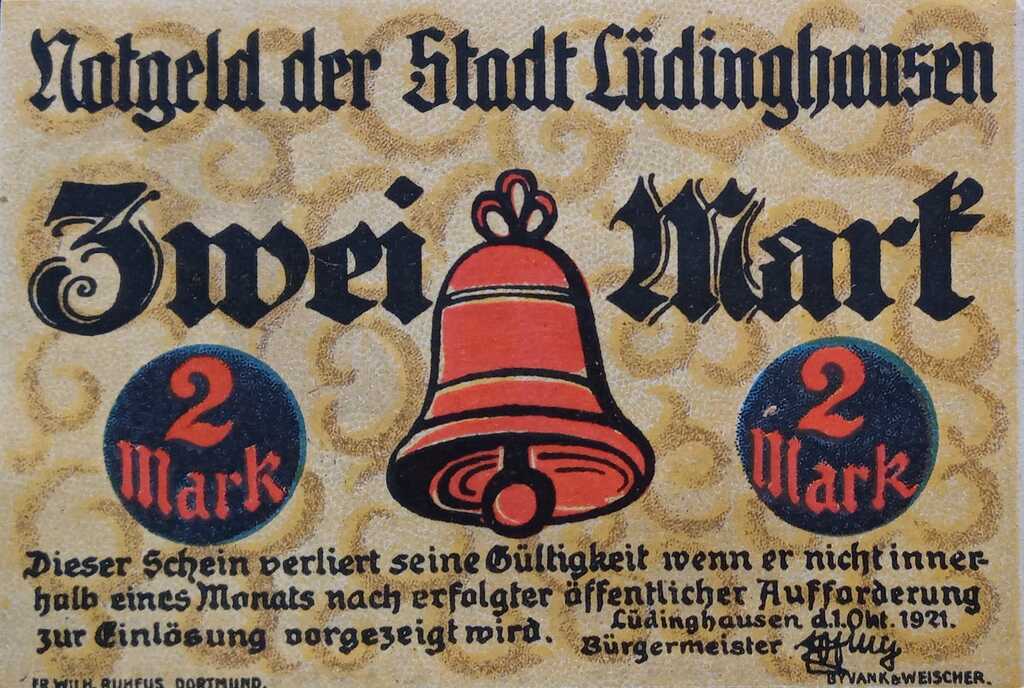 Notgeld der Stadt Lüdinghausen
Zwei Mark
2 Mark
2 Mark
Dieser Schein verliert seine Gültigkeit wenn er nicht inner-
halb eines Monats nach erfolgter öffentlicher Aufforderung
zur Einlösung vorgezeigt wird.
Lüdinghausen d.1.Okt. 1921.
Bürgermeister
FR. WILH. RUHFUS DORTMUND.
BYVANK & WEISCHER.